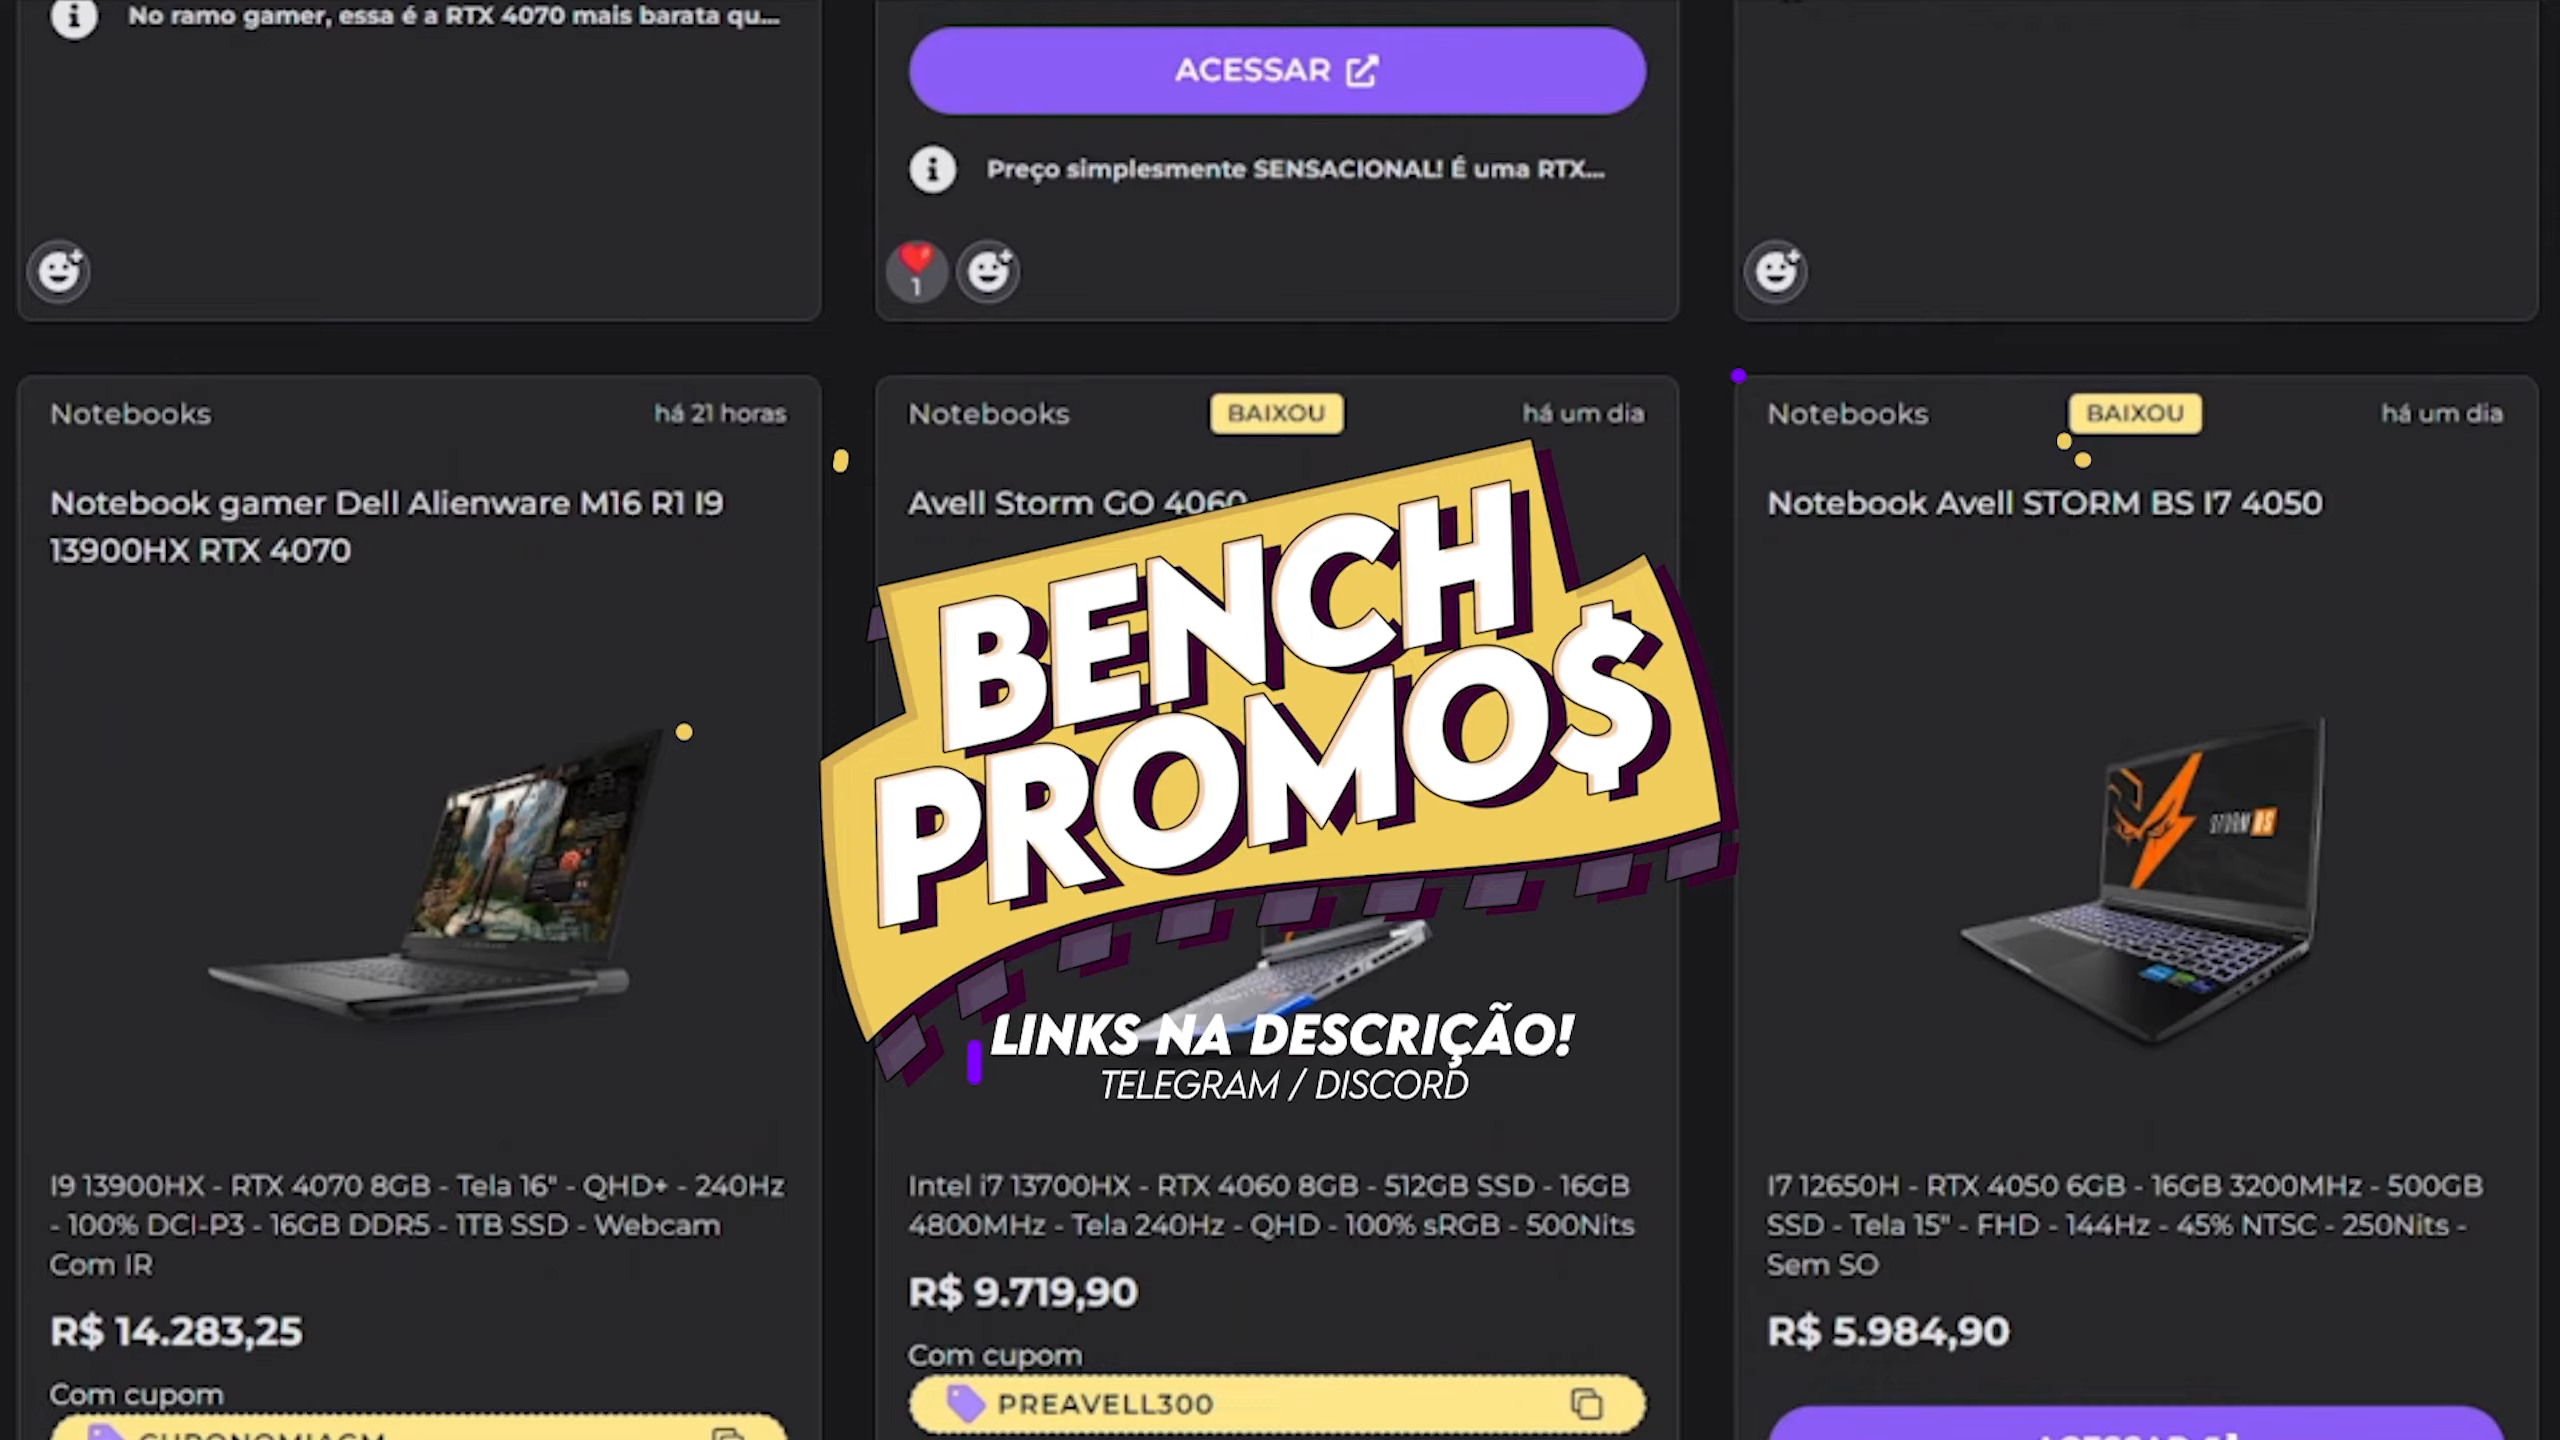 No ramo gamer, essa é a RTX 4070 mais barata qu...
ACESSAR
Preço simplesmente SENSACIONAL! É uma RTX...
1
Notebooks
há 21 horas
Notebook gamer Dell Alienware M16 R1 I9
13900HX RTX 4070
I9 13900HX - RTX 4070 8GB - Tela 16" - QHD+ - 240Hz
- 100% DCI-P3 - 16GB DDR5 - 1TB SSD - Webcam
Com IR
R$ 14.283,25
Com cupom
Notebooks
BAIXOU
há um dia
Avell Storm GO 4060
BENCH
PROMO$
LINKS NA DESCRIÇÃO!
TELEGRAM / DISCORD
Intel i7 13700HX - RTX 4060 8GB - 512GB SSD - 16GB
4800MHz - Tela 240Hz - QHD - 100% sRGB - 500Nits
R$ 9.719,90
Com cupom
PREAVELL300
Notebooks
BAIXOU
há um dia
Notebook Avell STORM BS I7 4050
STORM BS
I7 12650H - RTX 4050 6GB - 16GB 3200MHz - 500GB
SSD - Tela 15" - FHD - 144Hz - 45% NTSC - 250Nits -
Sem SO
R$ 5.984,90
ACESSAR